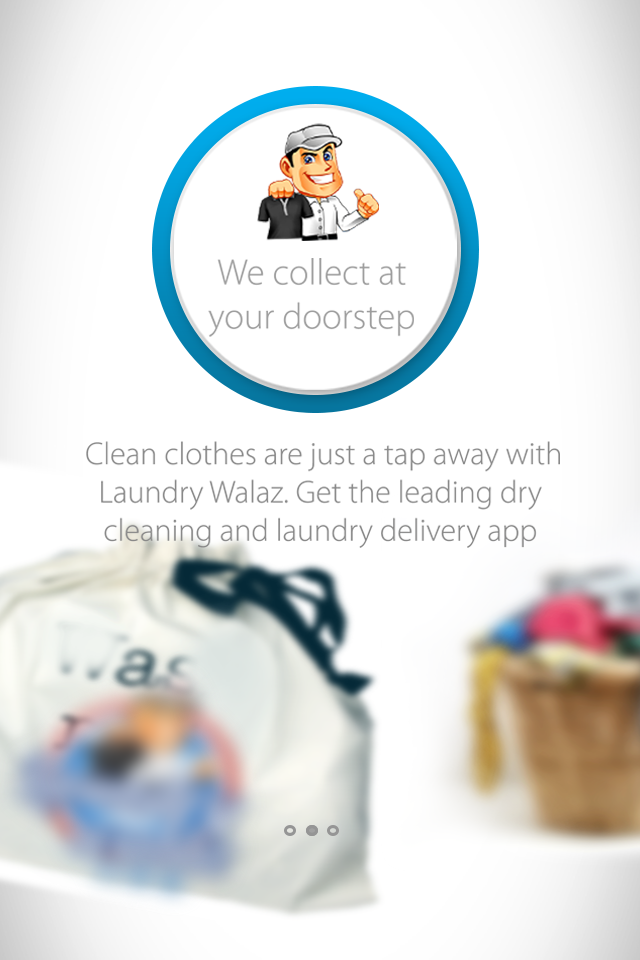 We collect at
your doorstep
Clean clothes are just a tap away with
Laundry Walaz. Get the leading dry
cleaning and laundry delivery app
Was